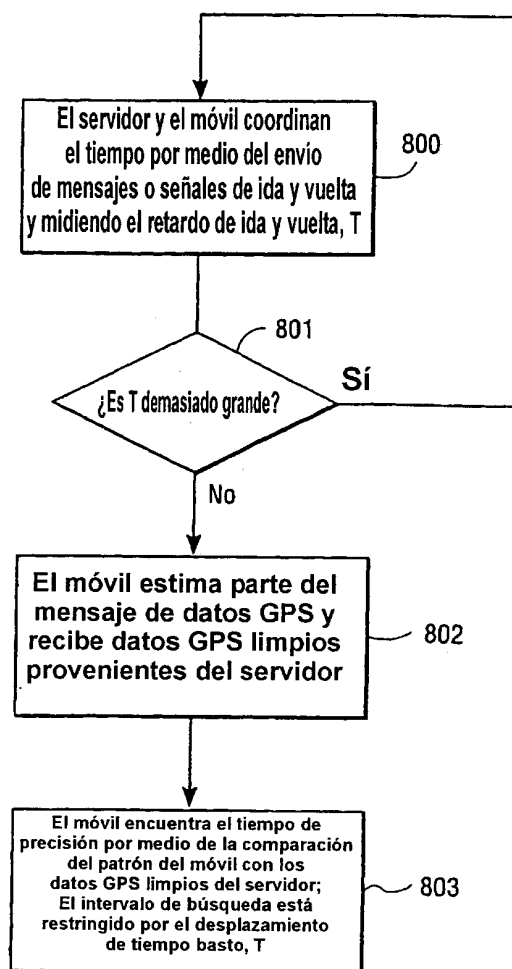 El servidor y el móvil coordinan
el tiempo por medio del envío
de mensajes o señales de ida y vuelta
y midiendo el retardo de ida y vuelta, T
800
801
¿Es T demasiado grande?
Sí
No
El móvil estima parte del
mensaje de datos GPS y
recibe datos GPS limpios
provenientes del servidor
802
El móvil encuentra el tiempo de
precisión por medio de la comparación
del patrón del móvil con los
datos GPS limpios del servidor;
El intervalo de búsqueda está
restringido por el desplazamiento
de tiempo basto, T
803